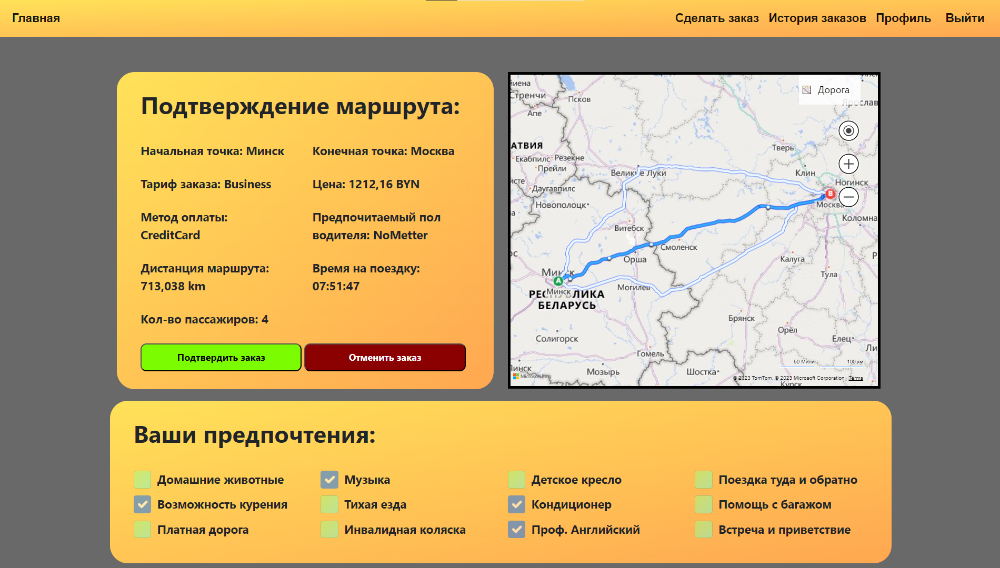 Главная
Сделать заказ
История заказов
Профиль
Выйти
Подтверждение маршрута:
Начальная точка: Минск
Конечная точка: Москва
Тариф заказа: Business
Цена: 1212,16 BYN
Метод оплаты:
CreditCard
Предпочитаемый пол
водителя: NoMetter
Дистанция маршрута:
713,038 km
Время на поездку:
07:51:47
Кол-во пассажиров: 4
Подтвердить заказ
Отменить заказ
Дорога
Стренчи
Псков
Апе
Ярослав
АТВИЯ
Тверь
Екабпилс
Резекне
Прейли
Великие Луки
Клин
Ногинск
Даугавпилс
Новополоцк
Москва
Коломна
Витебск
Смоленск
Орша
Калуга
Минск
Тула
A
B
Минск
Могилев
РЕСПУБЛИКА
БЕЛАРУСЬ
Брянск
Орёл
Солигорск
Елец
Гомель
50 Мили
100 км
Мозырь
Шостка
Microsoft Bing
© 2023 TomTom, © 2023 Microsoft Corporation Terms
Курск
Ваши предпочтения:
Домашние животные
Музыка
Детское кресло
Поездка туда и обратно
Возможность курения
Тихая езда
Кондиционер
Помощь с багажом
Платная дорога
Инвалидная коляска
Проф. Английский
Встреча и приветствие